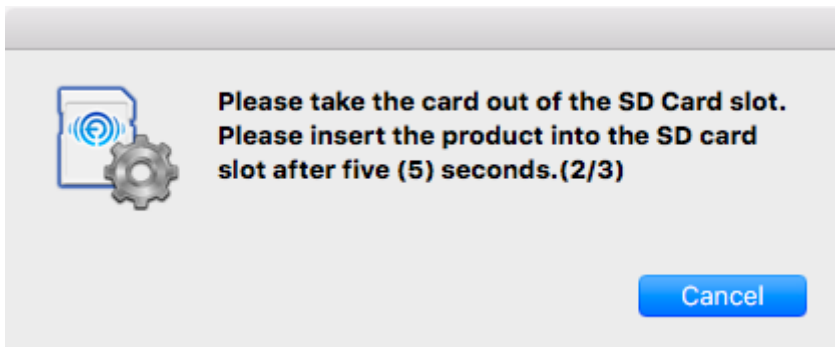 Please take the card out of the SD Card slot.
Please insert the product into the SD card
slot after five (5) seconds.(2/3)
Cancel